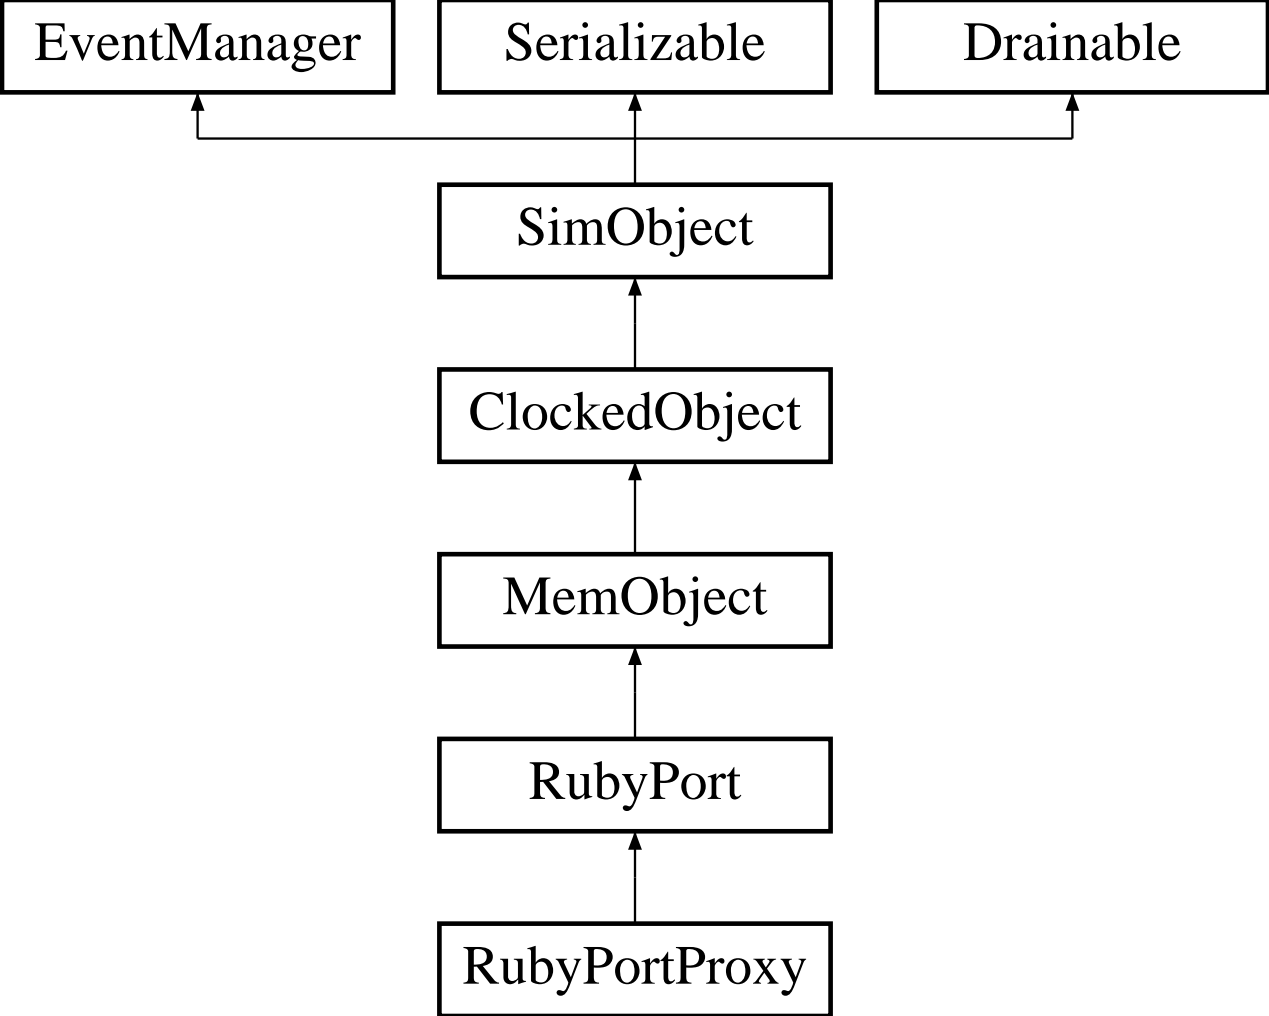 EventManager
Serializable
Drainable
SimObject
ClockedObject
MemObject
RubyPort
RubyPortProxy